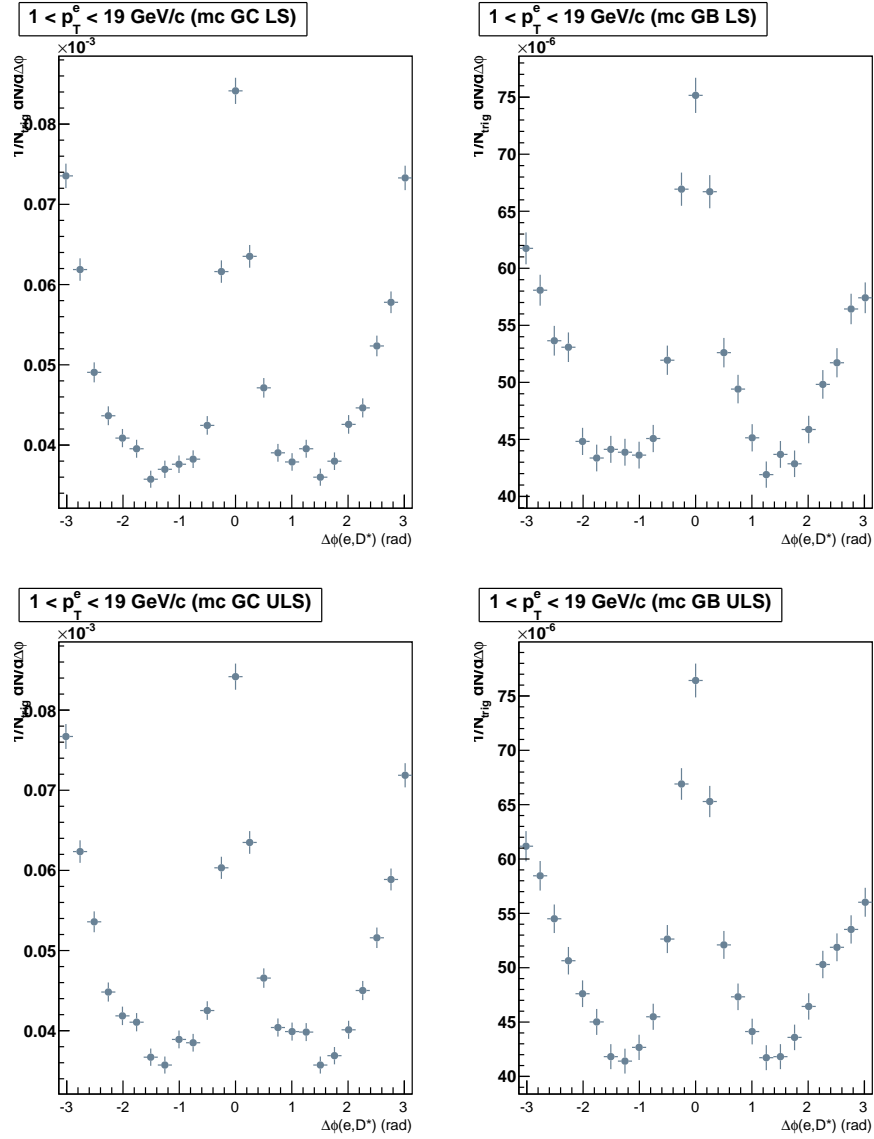 1 < p_T^e < 19 GeV/c (mc GC LS)
×10^-3
1/N_trig dN/dΔϕ
0.08
0.07
0.06
0.05
0.04
-3 -2 -1 0 1 2 3
Δϕ(e,D*) (rad)
1 < p_T^e < 19 GeV/c (mc GB LS)
×10^-6
1/N_trig dN/dΔϕ
75
70
65
60
55
50
45
40
-3 -2 -1 0 1 2 3
Δϕ(e,D*) (rad)
1 < p_T^e < 19 GeV/c (mc GC ULS)
×10^-3
1/N_trig dN/dΔϕ
0.08
0.07
0.06
0.05
0.04
-3 -2 -1 0 1 2 3
Δϕ(e,D*) (rad)
1 < p_T^e < 19 GeV/c (mc GB ULS)
×10^-6
1/N_trig dN/dΔϕ
75
70
65
60
55
50
45
40
-3 -2 -1 0 1 2 3
Δϕ(e,D*) (rad)